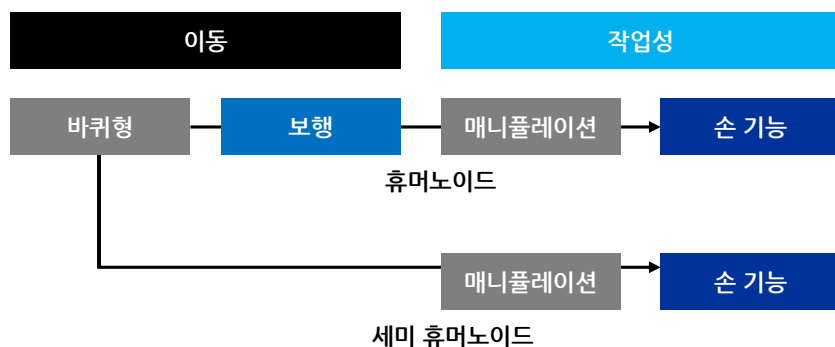 이동
작업성
바퀴형
보행
매니퓰레이션
손 기능
휴머노이드
매니퓰레이션
손 기능
세미 휴머노이드